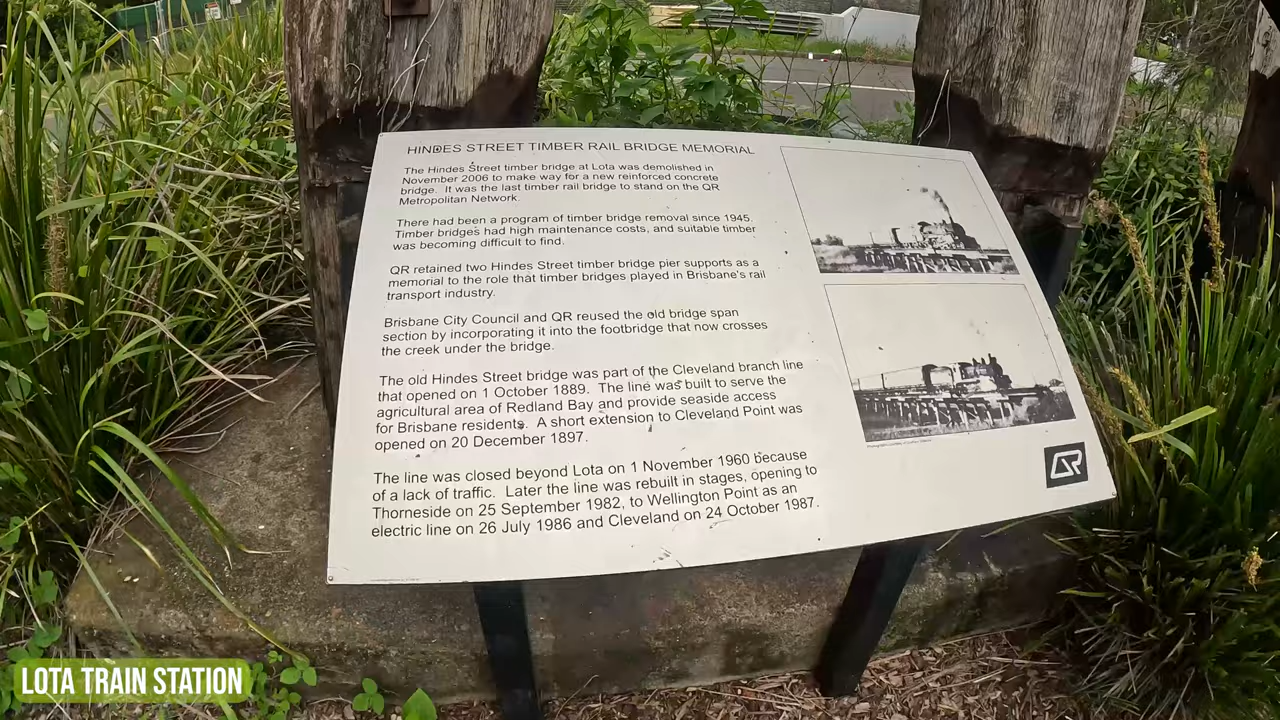 HINDES STREET TIMBER RAIL BRIDGE MEMORIAL
The Hindes Street timber bridge at Lota was demolished in
November 2006 to make way for a new reinforced concrete
bridge. It was the last timber rail bridge to stand on the QR
Metropolitan Network.
There had been a program of timber bridge removal since 1945.
Timber bridges had high maintenance costs, and suitable timber
was becoming difficult to find.
QR retained two Hindes Street timber bridge pier supports as a
memorial to the role that timber bridges played in Brisbane's rail
transport industry.
Brisbane City Council and QR reused the old bridge span
section by incorporating it into the footbridge that now crosses
the creek under the bridge.
The old Hindes Street bridge was part of the Cleveland branch line
that opened on 1 October 1889. The line was built to serve the
agricultural area of Redland Bay and provide seaside access
for Brisbane residents. A short extension to Cleveland Point was
opened on 20 December 1897.
The line was closed beyond Lota on 1 November 1960 because
of a lack of traffic. Later the line was rebuilt in stages, opening to
Thorneside on 25 September 1982, to Wellington Point as an
electric line on 26 July 1986 and Cleveland on 24 October 1987.
QR
LOTA TRAIN STATION